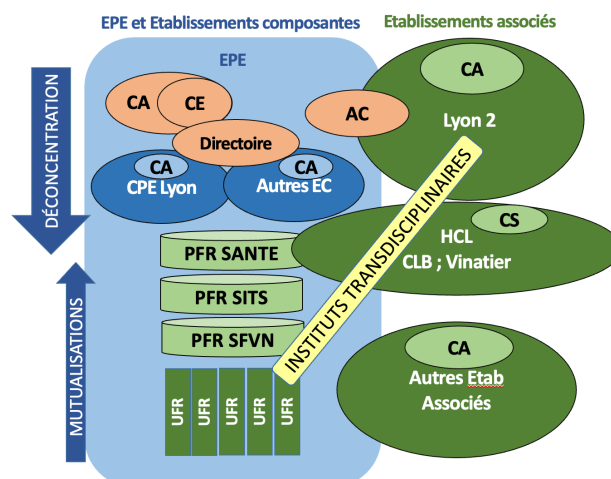 EPE et Etablissements composantes
Etablissements associés
EPE
DÉCONCENTRATION
MUTUALISATIONS
CA
CE
Directoire
AC
CA
CPE Lyon
CA
Autres EC
PFR SANTE
PFR SITS
PFR SFVN
UFR
UFR
UFR
UFR
UFR
INSTITUTS TRANSDISCIPLINAIRES
CA
Lyon 2
CS
HCL
CLB ; Vinatier
CA
Autres Etab
Associés